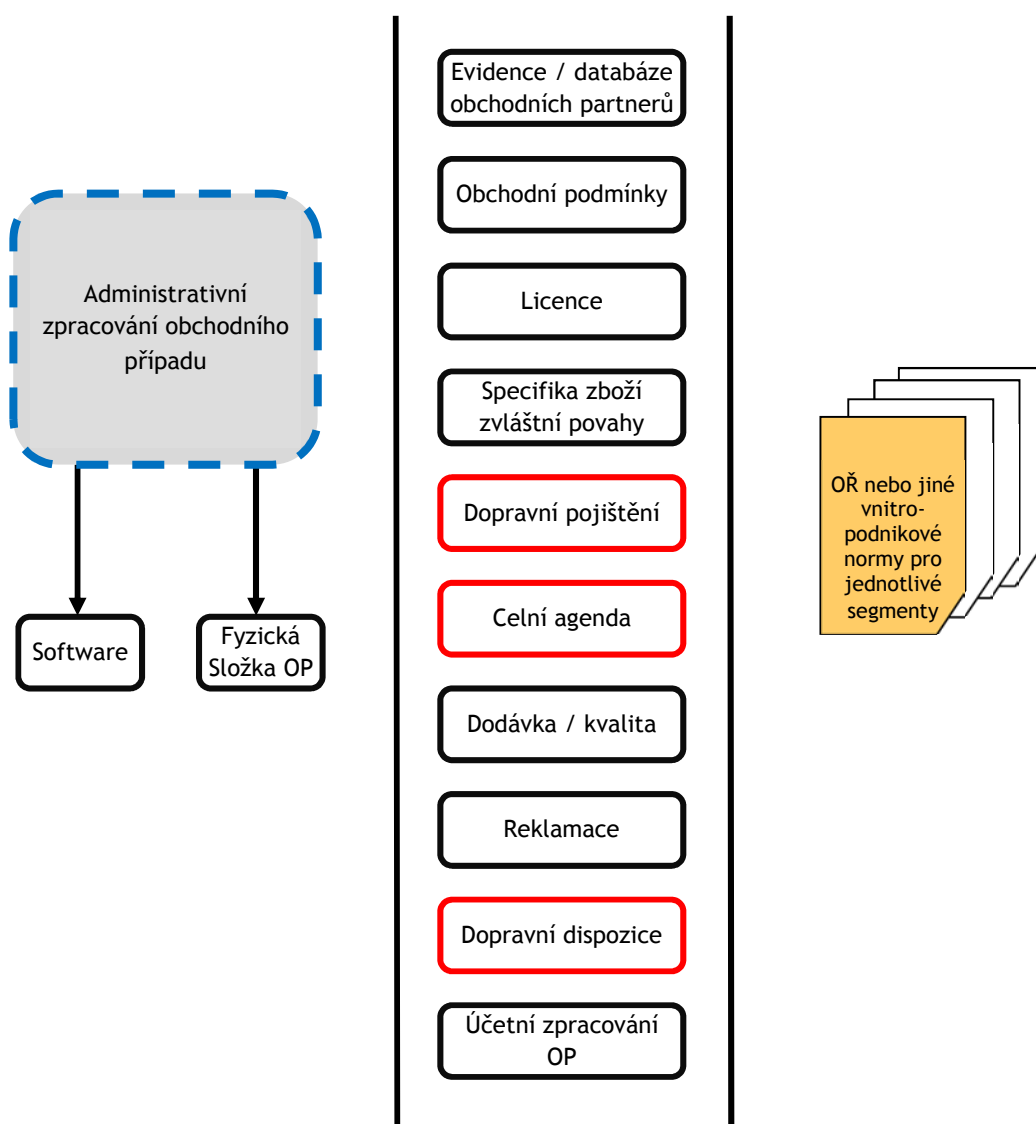 Administrativní
zpracování obchodního
případu
Software
Fyzická
Složka OP
Evidence / databáze
obchodních partnerů
Obchodní podmínky
Licence
Specifika zboží
zvláštní povahy
Dopravní pojištění
Celní agenda
Dodávka / kvalita
Reklamace
Dopravní dispozice
Účetní zpracování
OP
OŘ nebo jiné
vnitro-
podnikové
normy pro
jednotlivé
segmenty